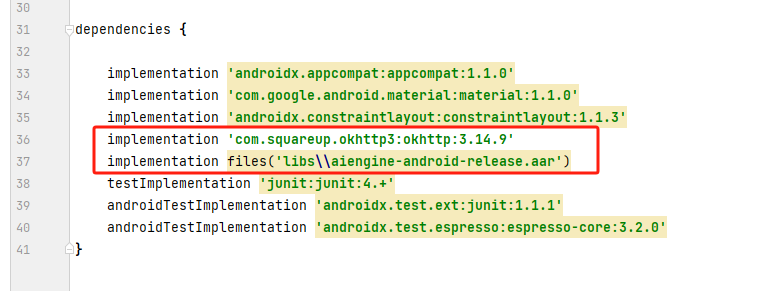 30
31 dependencies {
32
33 implementation 'androidx.appcompat:appcompat:1.1.0'
34 implementation 'com.google.android.material:material:1.1.0'
35 implementation 'androidx.constraintlayout:constraintlayout:1.1.3'
36 implementation 'com.squareup.okhttp3:okhttp:3.14.9'
37 implementation files('libs\\aiengine-android-release.aar')
38 testImplementation 'junit:junit:4.+'
39 androidTestImplementation 'androidx.test.ext:junit:1.1.1'
40 androidTestImplementation 'androidx.test.espresso:espresso-core:3.2.0'
41 }